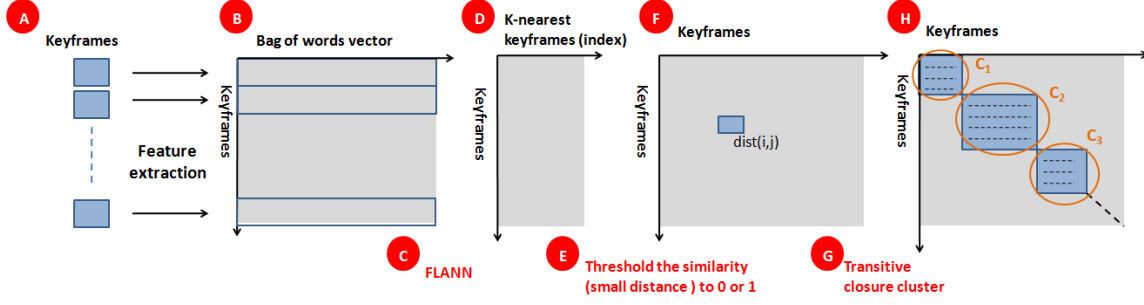 A
Keyframes
Feature
extraction
B
Bag of words vector
Keyframes
C
FLANN
D
K-nearest
keyframes (index)
Keyframes
E
Threshold the similarity
(small distance ) to 0 or 1
F
Keyframes
Keyframes
dist(i,j)
G
Transitive
closure cluster
H
Keyframes
Keyframes
C1
C2
C3